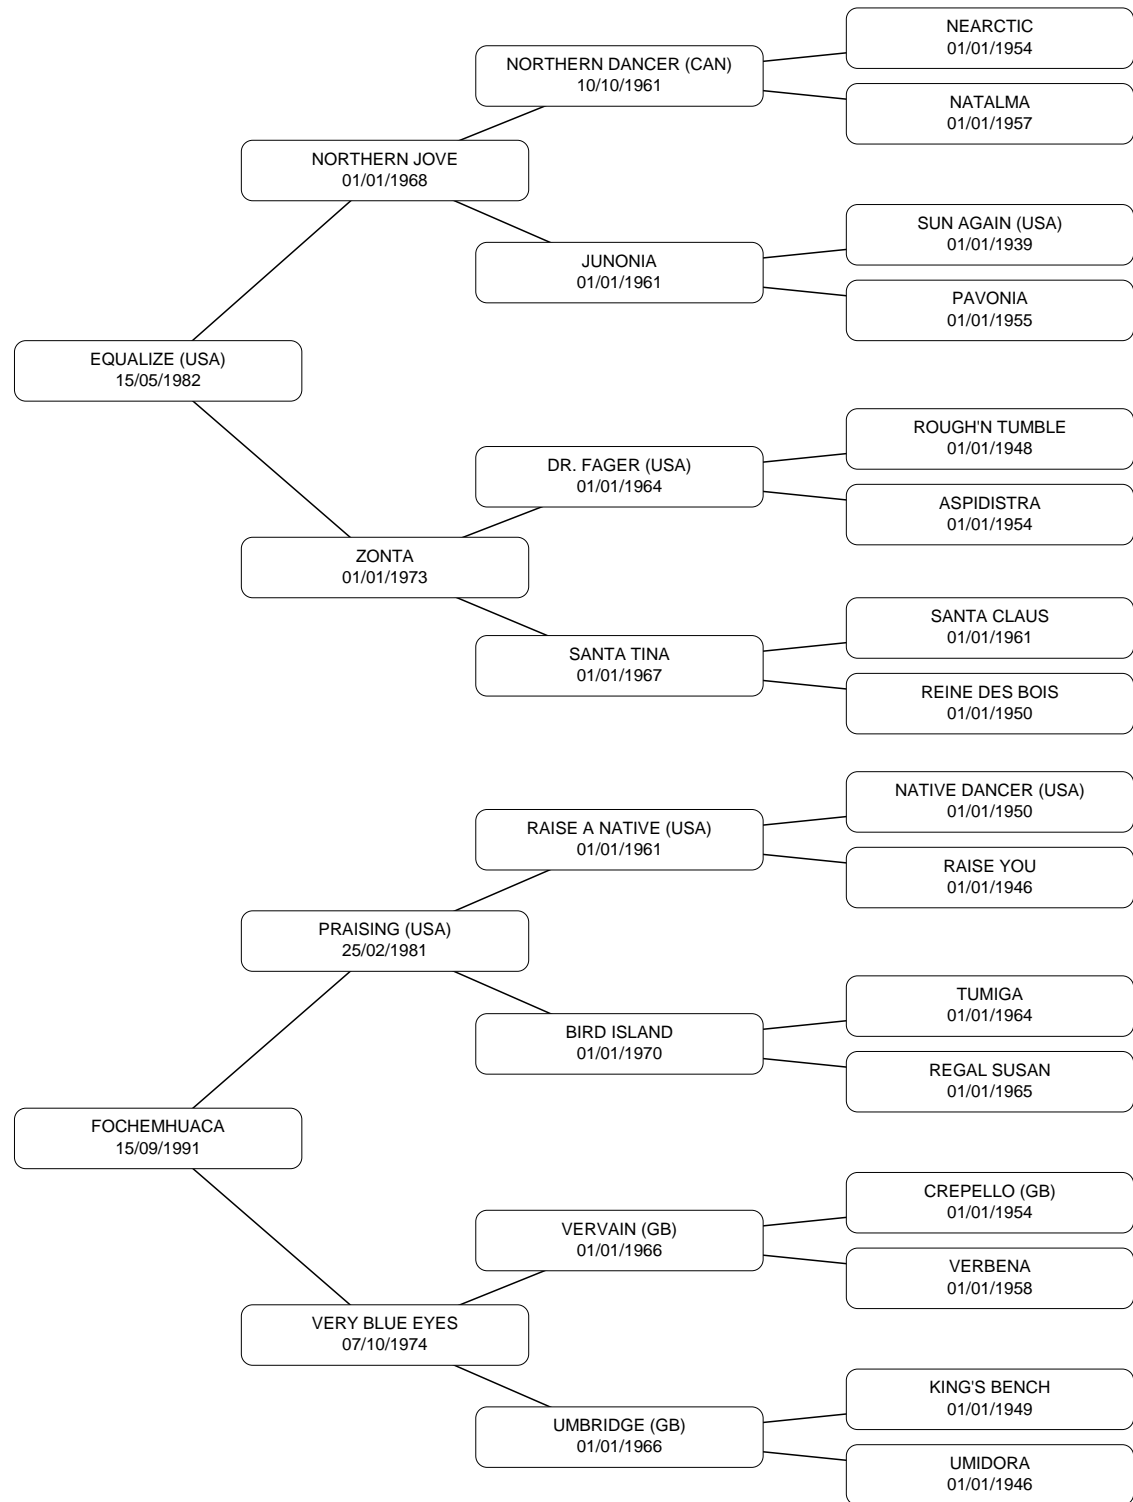 NEARCTIC
01/01/1954
NORTHERN DANCER (CAN)
10/10/1961
NATALMA
01/01/1957
NORTHERN JOVE
01/01/1968
SUN AGAIN (USA)
01/01/1939
JUNONIA
01/01/1961
PAVONIA
01/01/1955
EQUALIZE (USA)
15/05/1982
ROUGH'N TUMBLE
01/01/1948
DR. FAGER (USA)
01/01/1964
ASPIDISTRA
01/01/1954
ZONTA
01/01/1973
SANTA CLAUS
01/01/1961
SANTA TINA
01/01/1967
REINE DES BOIS
01/01/1950
NATIVE DANCER (USA)
01/01/1950
RAISE A NATIVE (USA)
01/01/1961
RAISE YOU
01/01/1946
PRAISING (USA)
25/02/1981
TUMIGA
01/01/1964
BIRD ISLAND
01/01/1970
REGAL SUSAN
01/01/1965
FOCHEMHUACA
15/09/1991
CREPELLO (GB)
01/01/1954
VERVAIN (GB)
01/01/1966
VERBENA
01/01/1958
VERY BLUE EYES
07/10/1974
KING'S BENCH
01/01/1949
UMBRIDGE (GB)
01/01/1966
UMIDORA
01/01/1946